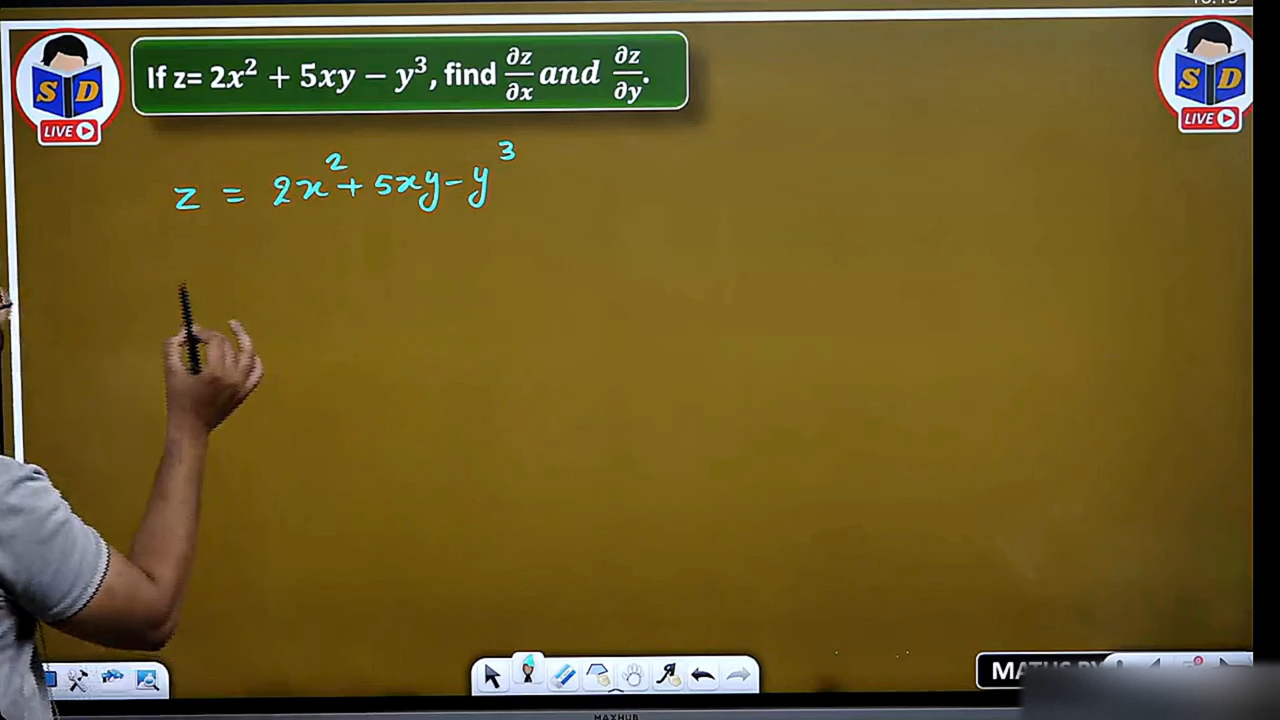 S D
LIVE
If z= 2x² + 5xy − y³, find ∂z/∂x and ∂z/∂y.
S D
LIVE
z = 2x² + 5xy − y³
MAXHUB